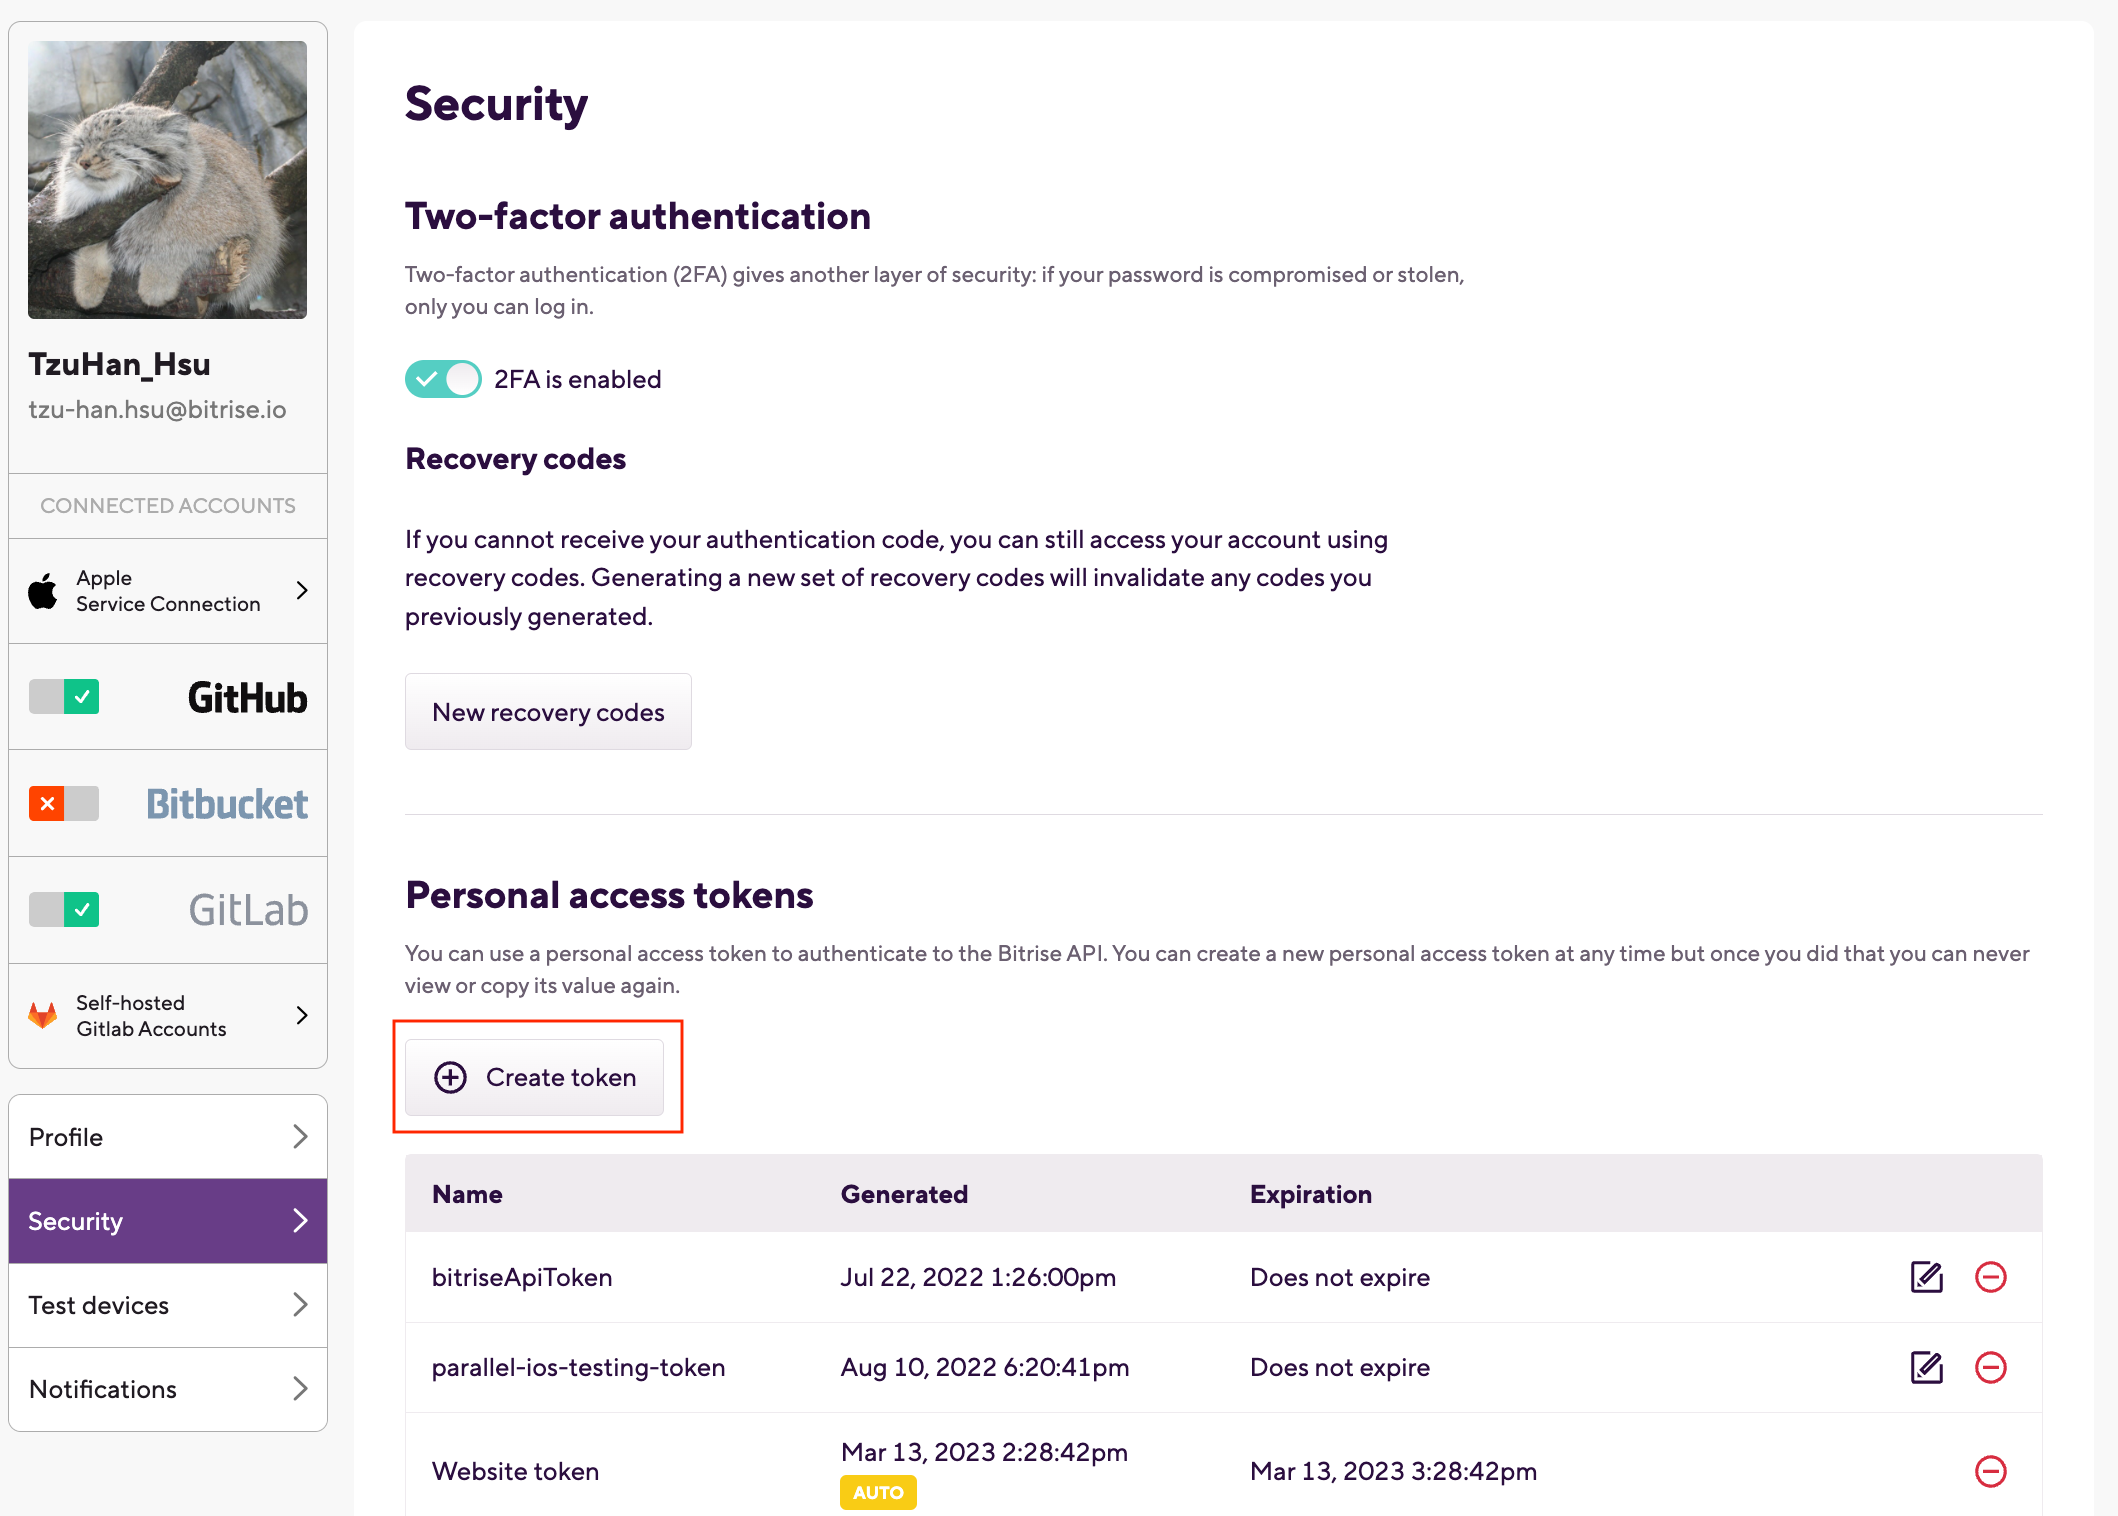 TzuHan_Hsu
tzu-han.hsu@bitrise.io
CONNECTED ACCOUNTS
Apple
Service Connection
GitHub
Bitbucket
GitLab
Self-hosted
Gitlab Accounts
Profile
Security
Test devices
Notifications
Security
Two-factor authentication
Two-factor authentication (2FA) gives another layer of security: if your password is compromised or stolen,
only you can log in.
2FA is enabled
Recovery codes
If you cannot receive your authentication code, you can still access your account using
recovery codes. Generating a new set of recovery codes will invalidate any codes you
previously generated.
New recovery codes
Personal access tokens
You can use a personal access token to authenticate to the Bitrise API. You can create a new personal access token at any time but once you did that you can never
view or copy its value again.
Create token
Name Generated Expiration
bitriseApiToken Jul 22, 2022 1:26:00pm Does not expire
parallel-ios-testing-token Aug 10, 2022 6:20:41pm Does not expire
Website token Mar 13, 2023 2:28:42pm Mar 13, 2023 3:28:42pm
AUTO